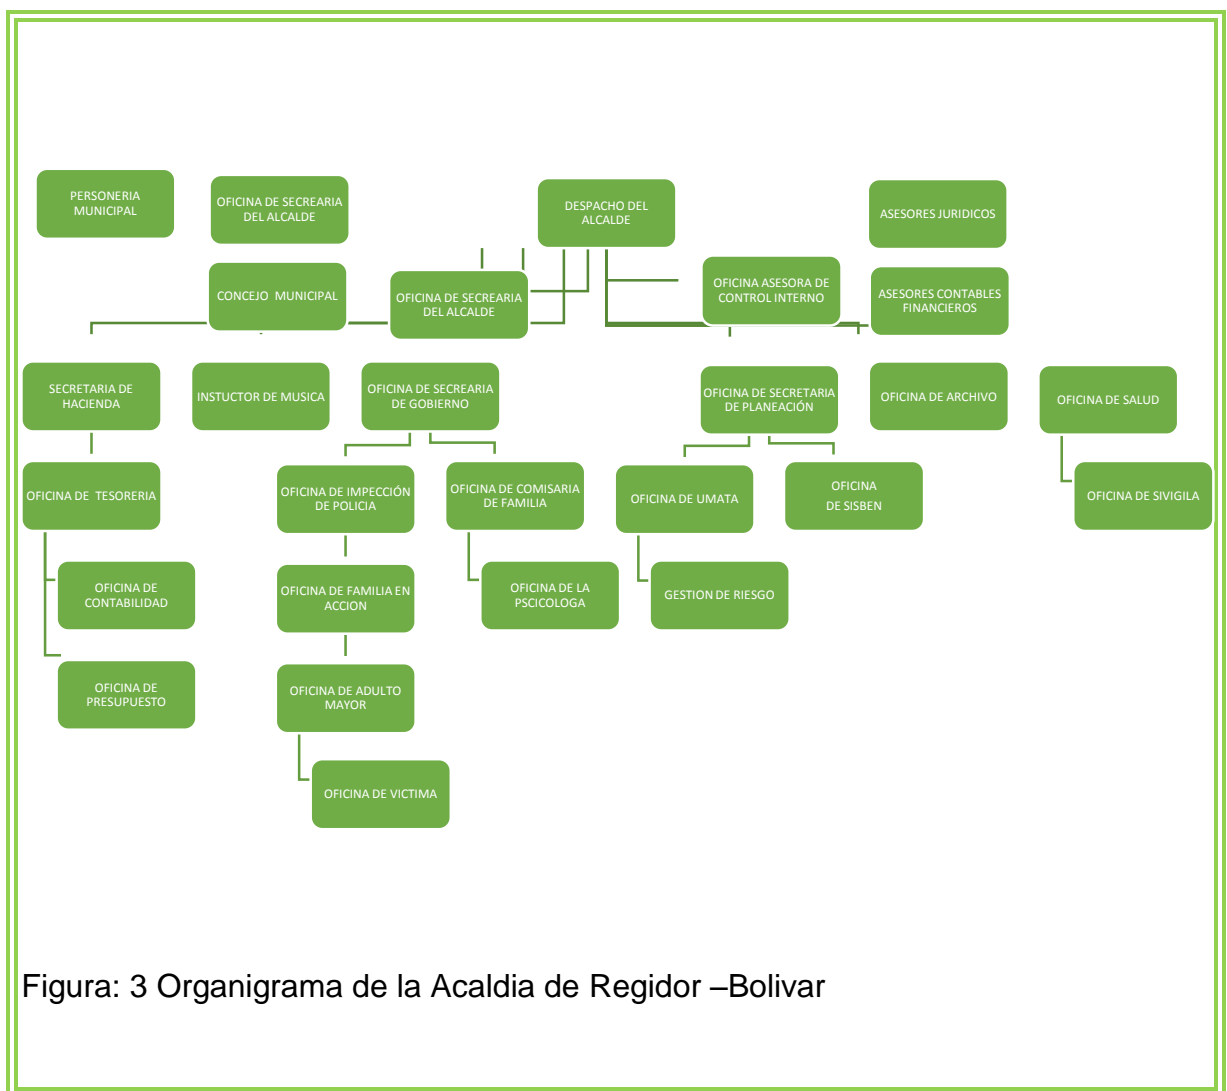 PERSONERIA
MUNICIPAL
OFICINA DE SECREARIA
DEL ALCALDE
DESPACHO DEL
ALCALDE
ASESORES JURIDICOS
CONCEJO MUNICIPAL
OFICINA DE SECREARIA
DEL ALCALDE
OFICINA ASESORA DE
CONTROL INTERNO
ASESORES CONTABLES
FINANCIEROS
SECRETARIA DE
HACIENDA
INSTUCTOR DE MUSICA
OFICINA DE SECREARIA
DE GOBIERNO
OFICINA DE SECRETARIA
DE PLANEACIÓN
OFICINA DE ARCHIVO
OFICINA DE SALUD
OFICINA DE TESORERIA
OFICINA DE IMPECCIÓN
DE POLICIA
OFICINA DE COMISARIA
DE FAMILIA
OFICINA DE UMATA
OFICINA
DE SISBEN
OFICINA DE SIVIGILA
OFICINA DE
CONTABILIDAD
OFICINA DE FAMILIA EN
ACCION
OFICINA DE LA
PSCICOLOGA
GESTION DE RIESGO
OFICINA DE
PRESUPUESTO
OFICINA DE ADULTO
MAYOR
OFICINA DE VICTIMA
Figura: 3 Organigrama de la Acaldia de Regidor –Bolivar